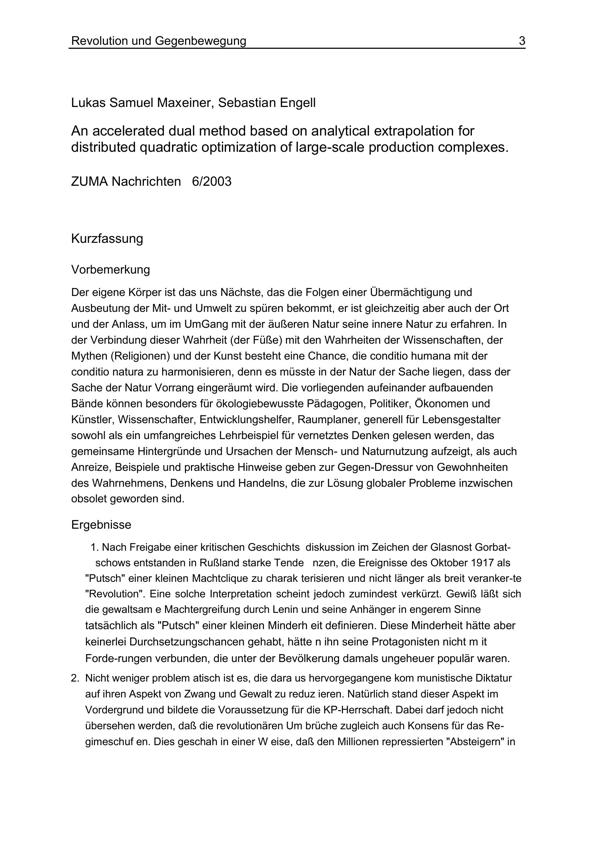 Revolution und Gegenbewegung 3
Lukas Samuel Maxeiner, Sebastian Engell
An accelerated dual method based on analytical extrapolation for
distributed quadratic optimization of large-scale production complexes.
ZUMA Nachrichten 6/2003
Kurzfassung
Vorbemerkung
Der eigene Körper ist das uns Nächste, das die Folgen einer Übermächtigung und
Ausbeutung der Mit- und Umwelt zu spüren bekommt, er ist gleichzeitig aber auch der Ort
und der Anlass, um im UmGang mit der äußeren Natur seine innere Natur zu erfahren. In
der Verbindung dieser Wahrheit (der Füße) mit den Wahrheiten der Wissenschaften, der
Mythen (Religionen) und der Kunst besteht eine Chance, die conditio humana mit der
conditio natura zu harmonisieren, denn es müsste in der Natur der Sache liegen, dass der
Sache der Natur Vorrang eingeräumt wird. Die vorliegenden aufeinander aufbauenden
Bände können besonders für ökologiebewusste Pädagogen, Politiker, Ökonomen und
Künstler, Wissenschafter, Entwicklungshelfer, Raumplaner, generell für Lebensgestalter
sowohl als ein umfangreiches Lehrbeispiel für vernetztes Denken gelesen werden, das
gemeinsame Hintergründe und Ursachen der Mensch- und Naturnutzung aufzeigt, als auch
Anreize, Beispiele und praktische Hinweise geben zur Gegen-Dressur von Gewohnheiten
des Wahrnehmens, Denkens und Handelns, die zur Lösung globaler Probleme inzwischen
obsolet geworden sind.
Ergebnisse
1. Nach Freigabe einer kritischen Geschichts diskussion im Zeichen der Glasnost Gorbat-
schows entstanden in Rußland starke Tende nzen, die Ereignisse des Oktober 1917 als
"Putsch" einer kleinen Machtclique zu charak terisieren und nicht länger als breit veranker-te
"Revolution". Eine solche Interpretation scheint jedoch zumindest verkürzt. Gewiß läßt sich
die gewaltsam e Machtergreifung durch Lenin und seine Anhänger in engerem Sinne
tatsächlich als "Putsch" einer kleinen Minderh eit definieren. Diese Minderheit hätte aber
keinerlei Durchsetzungschancen gehabt, hätte n ihn seine Protagonisten nicht m it
Forde-rungen verbunden, die unter der Bevölkerung damals ungeheuer populär waren.
2. Nicht weniger problem atisch ist es, die dara us hervorgegangene kom munistische Diktatur
auf ihren Aspekt von Zwang und Gewalt zu reduz ieren. Natürlich stand dieser Aspekt im
Vordergrund und bildete die Voraussetzung für die KP-Herrschaft. Dabei darf jedoch nicht
übersehen werden, daß die revolutionären Um brüche zugleich auch Konsens für das Re-
gimeschuf en. Dies geschah in einer W eise, daß den Millionen repressierten "Absteigern" in